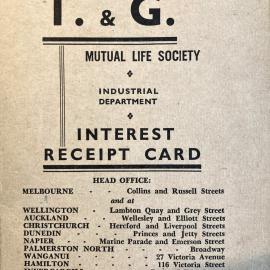 T. & G.
MUTUAL LIFE SOCIETY
INDUSTRIAL
DEPARTMENT
INTEREST
RECEIPT CARD
HEAD OFFICE:
MELBOURNE - - Collins and Russell Streets
and at
WELLINGTON - Lambton Quay and Grey Street
AUCKLAND - - Wellesley and Elliott Streets
CHRISTCHURCH - Hereford and Liverpool Streets
DUNEDIN - - - Princes and Jetty Streets
NAPIER - - Marine Parade and Emerson Street
PALMERSTON NORTH - - - Broadway
WANGANUI - - - 27 Victoria Avenue
HAMILTON - - - 116 Victoria Street